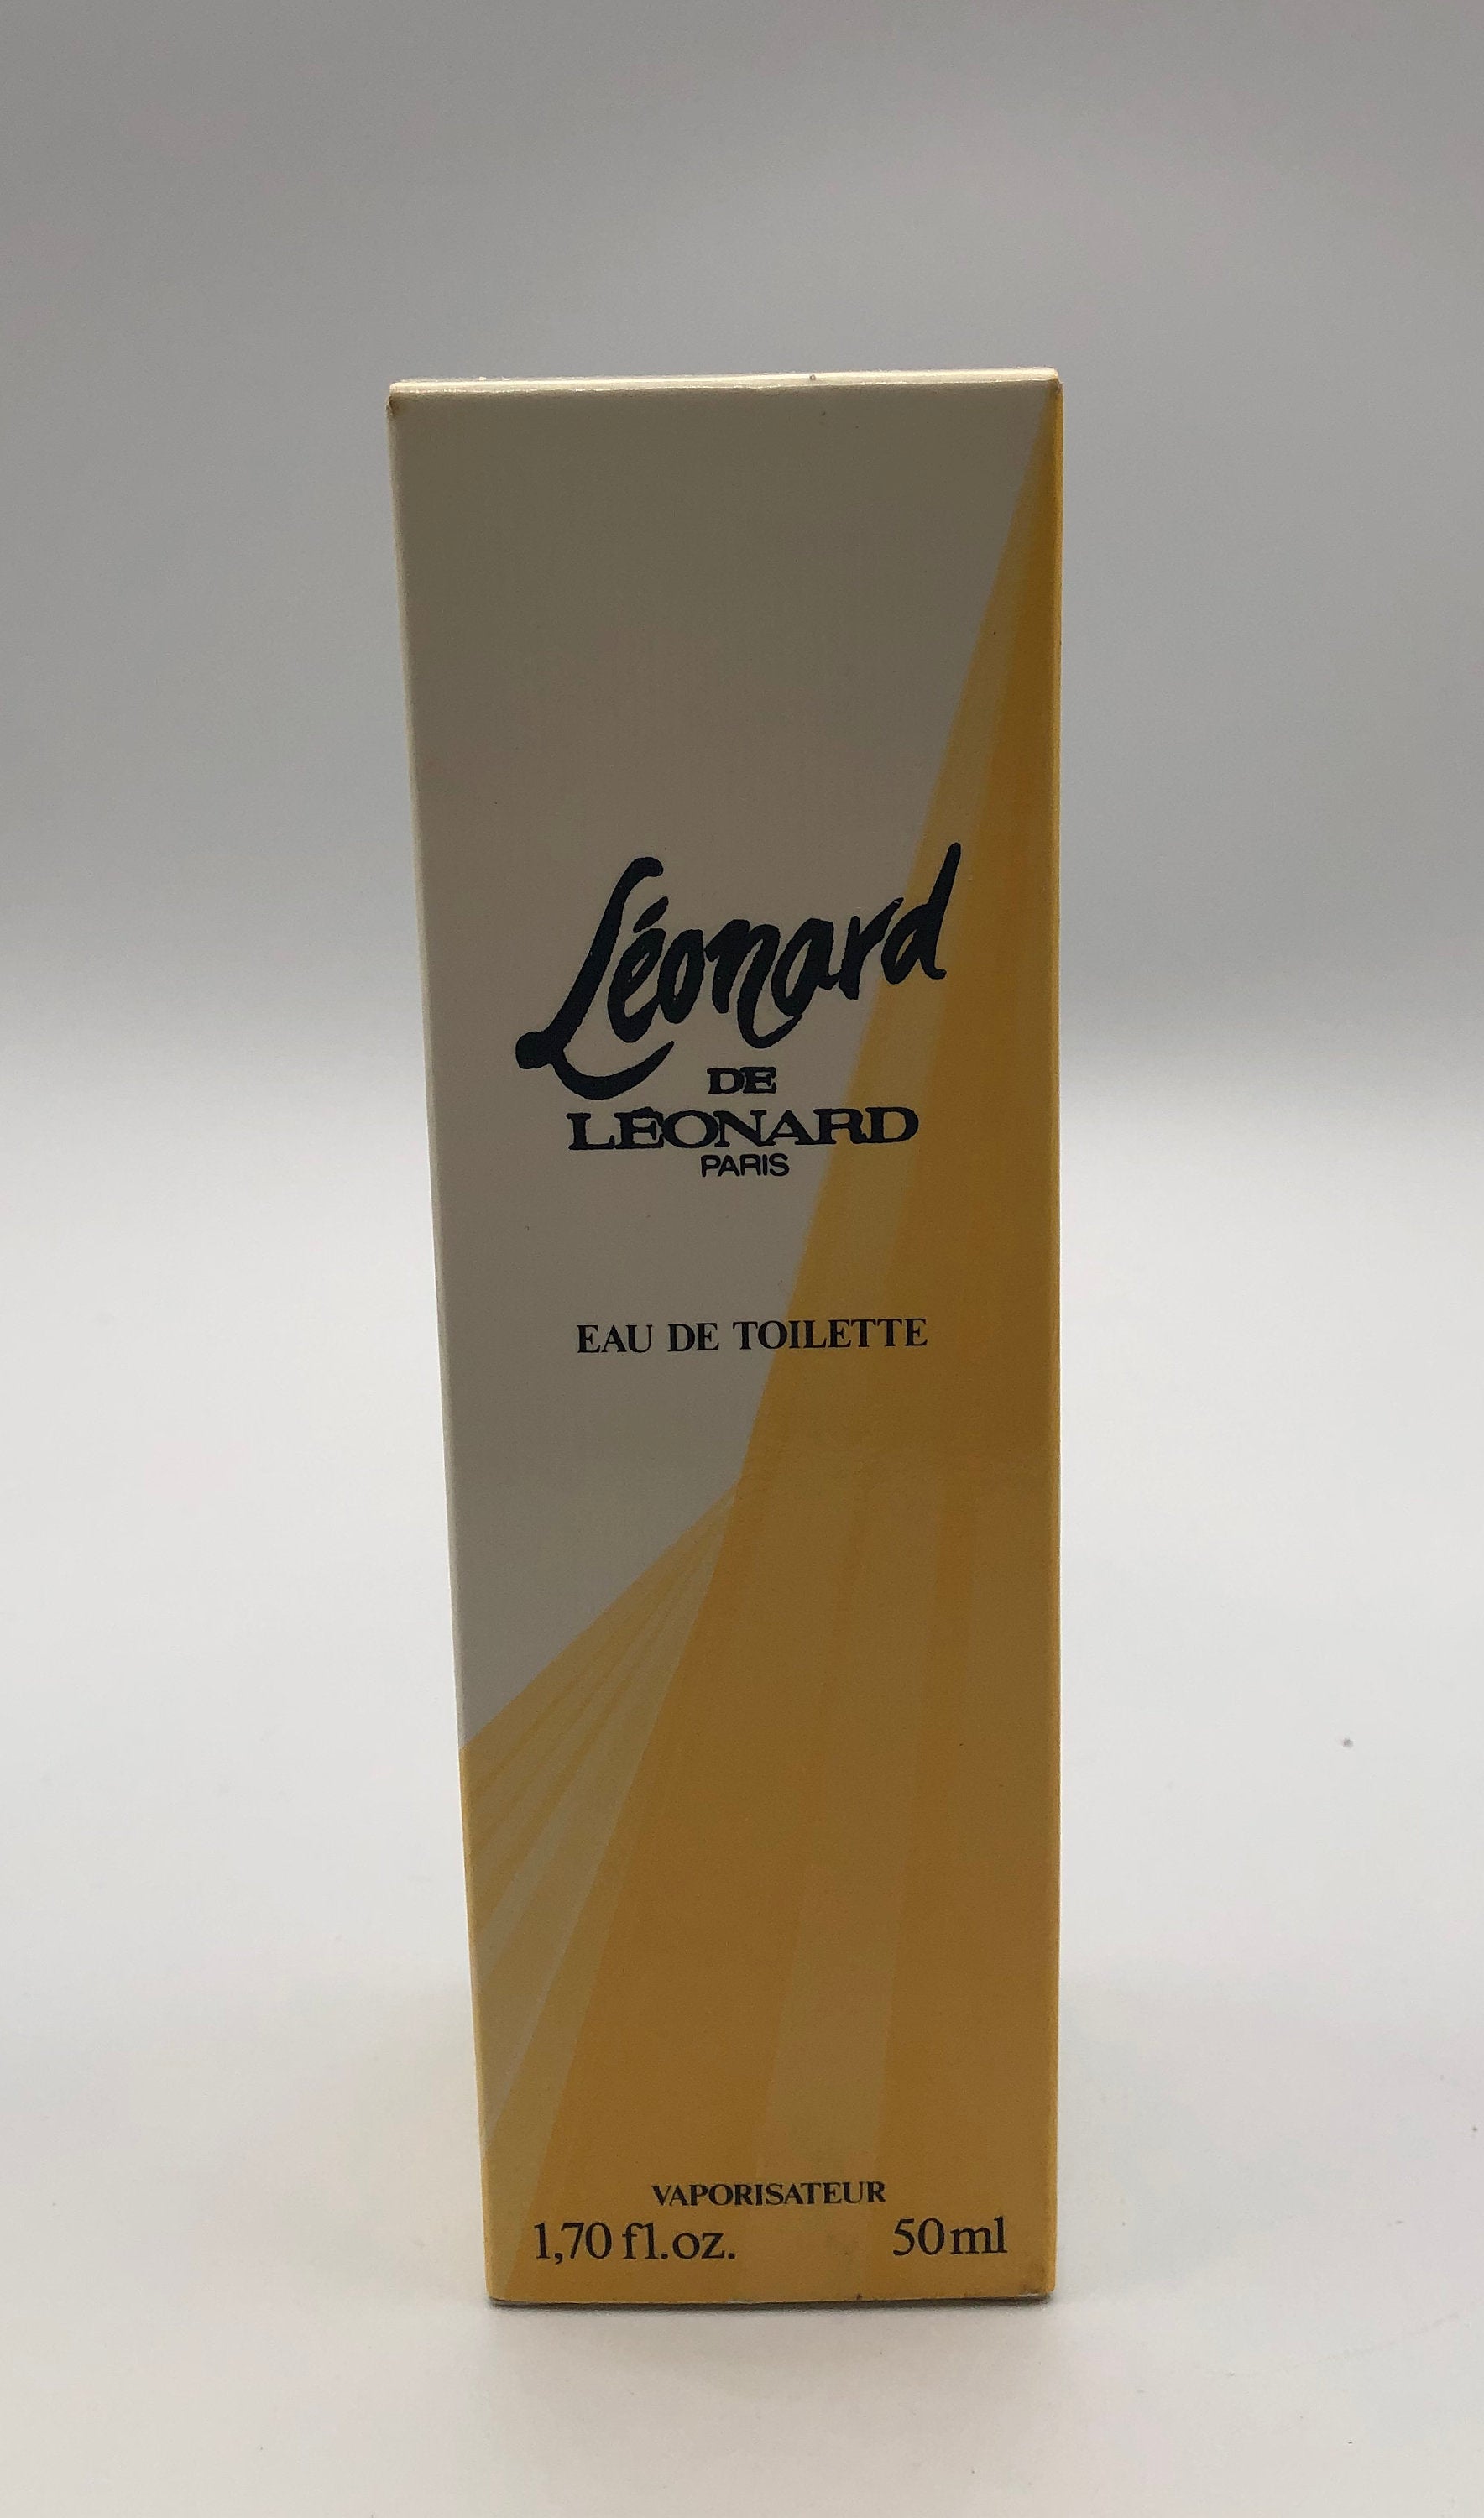 Léonard
DE
LÉONARD
PARIS
EAU DE TOILETTE
VAPORISATEUR
1,70 fl.oz. 50ml